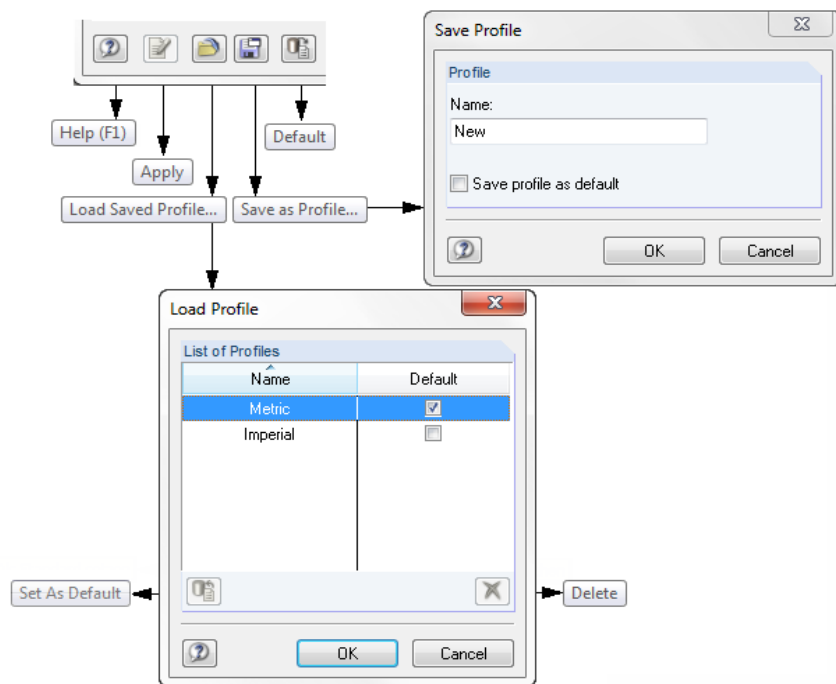 Save Profile
Profile
Name:
New
Save profile as default
OK Cancel
Help (F1)
Default
Apply
Load Saved Profile...
Save as Profile...
Load Profile
List of Profiles
Name Default
Metric
Imperial
Set As Default
Delete
OK Cancel